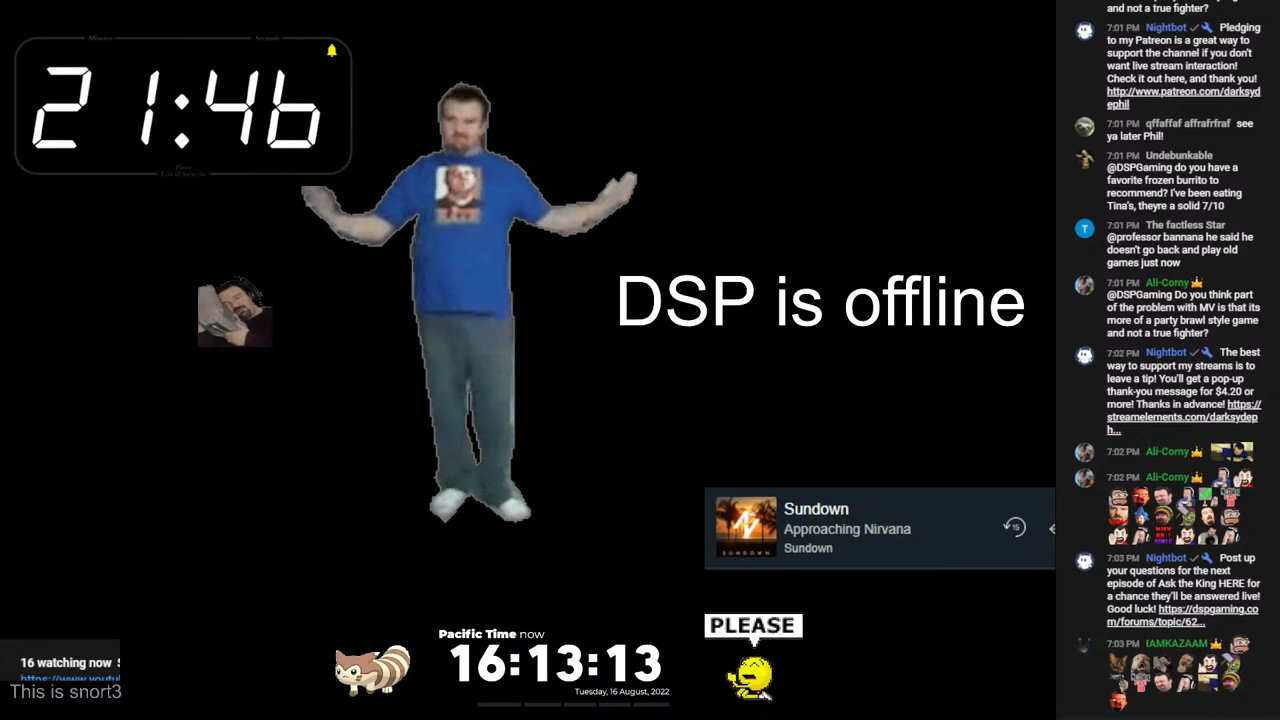 Minutes
Seconds
21:46
DSP is offline
Sundown
Approaching Nirvana
Sundown
15
PLEASE
Pacific Time now
16:13:13
Tuesday, 16 August, 2022
16 watching now
https://www.youtu
This is snort3
and not a true fighter?
7:01 PM Nightbot Pledging
to my Patreon is a great way to
support the channel if you don't
want live stream interaction!
Check it out here, and thank you!
http://www.patreon.com/darksyd
ephil
7:01 PM qffaffaf affrafrfraf see
ya later Phil!
7:01 PM Undebunkable
@DSPGaming do you have a
favorite frozen burrito to
recommend? I've been eating
Tina's, theyre a solid 7/10
T
7:01 PM The factless Star
@professor bannana he said he
doesn't go back and play old
games just now
7:01 PM Ali-Corny
@DSPGaming Do you think part
of the problem with MV is that its
more of a party brawl style game
and not a true fighter?
7:02 PM Nightbot The best
way to support my streams is to
leave a tip! You'll get a pop-up
thank-you message for $4.20 or
more! Thanks in advance! https://
streamelements.com/darksydep
h...
7:02 PM Ali-Corny
7:02 PM Ali-Corny
7:03 PM Nightbot Post up
your questions for the next
episode of Ask the King HERE for
a chance they'll be answered live!
Good luck! https://dspgaming.co
m/forums/topic/62...
7:03 PM IAMKAZAAM